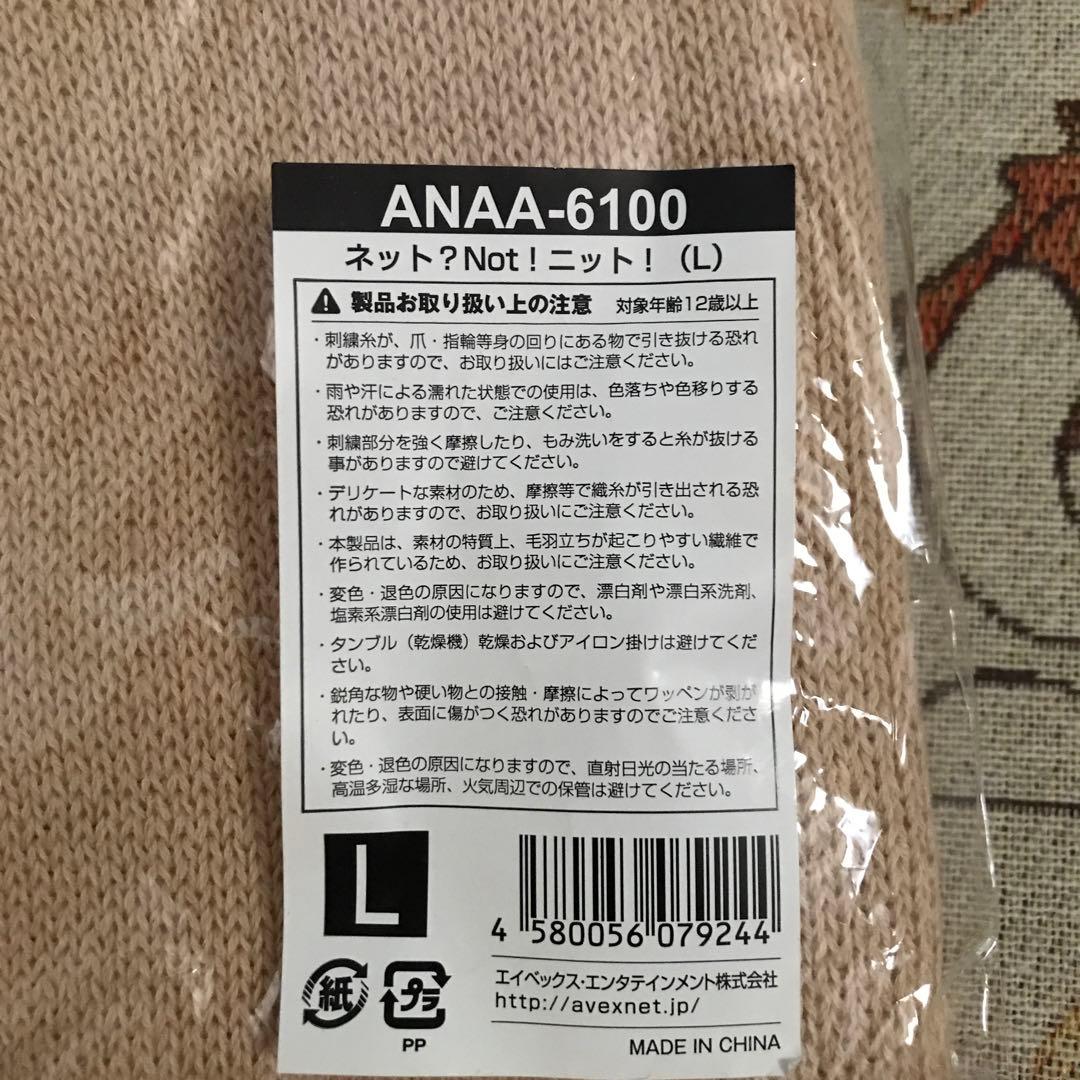 ANAA-6100
ネット？Not！ニット！（L）
製品お取り扱い上の注意 対象年齢12歳以上
・刺繍糸が、爪・指輪等身の回りにある物で引き抜ける恐れ
がありますので、お取り扱いにはご注意ください。
・雨や汗による濡れた状態での使用は、色落ちや色移りする
恐れがありますので、ご注意ください。
・刺繍部分を強く摩擦したり、もみ洗いをすると糸が抜ける
事がありますので避けてください。
・デリケートな素材のため、摩擦等で織糸が引き出される恐
れがありますので、お取り扱いにご注意ください。
・本製品は、素材の特質上、毛羽立ちが起こりやすい繊維で
作られているため、お取り扱いにご注意ください。
・変色・退色の原因になりますので、漂白剤や漂白系洗剤、
塩素系漂白剤の使用は避けてください。
・タンブル（乾燥機）乾燥およびアイロン掛けは避けてくだ
さい。
・鋭角な物や硬い物との接触・摩擦によってワッペンが剥が
れたり、表面に傷がつく恐れがありますのでご注意くださ
い。
・変色・退色の原因になりますので、直射日光の当たる場所、
高温多湿な場所、火気周辺での保管は避けてください。
L
4 580056 079244
紙
プラ
PP
エイベックス・エンタテインメント株式会社
http://avexnet.jp/
MADE IN CHINA